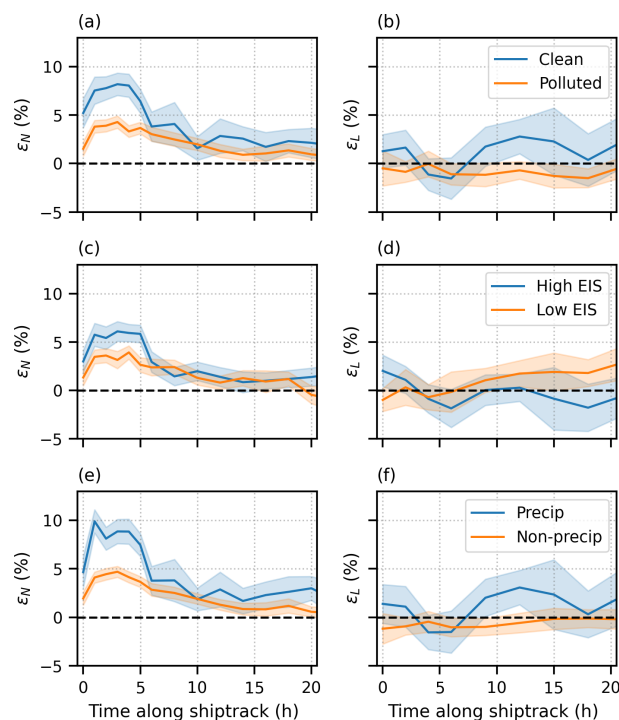 (a)
(b)
10
5
0
−5
ε_N (%)
ε_L (%)
Clean
Polluted
(c)
(d)
10
5
0
−5
ε_N (%)
ε_L (%)
High EIS
Low EIS
(e)
(f)
10
5
0
−5
ε_N (%)
ε_L (%)
Precip
Non-precip
0 5 10 15 20
0 5 10 15 20
Time along shiptrack (h)
Time along shiptrack (h)